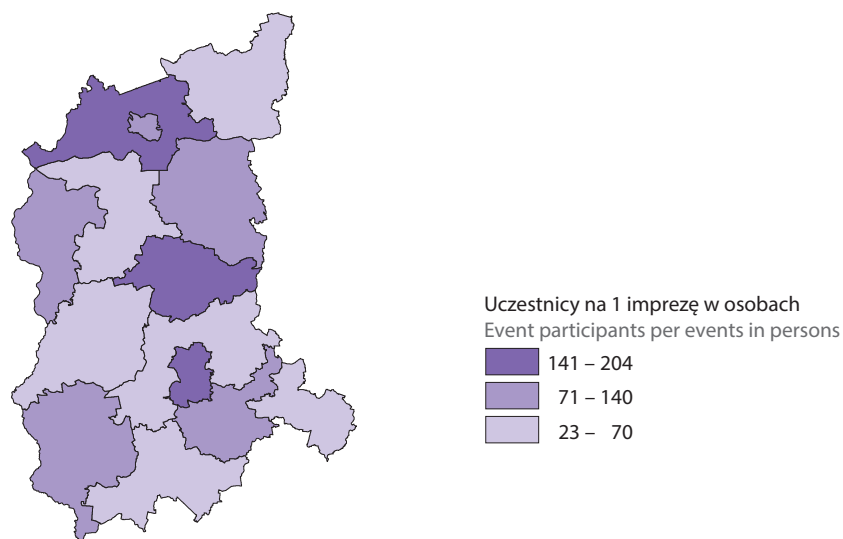 Uczestnicy na 1 imprezę w osobach
Event participants per events in persons
141 – 204
71 – 140
23 – 70